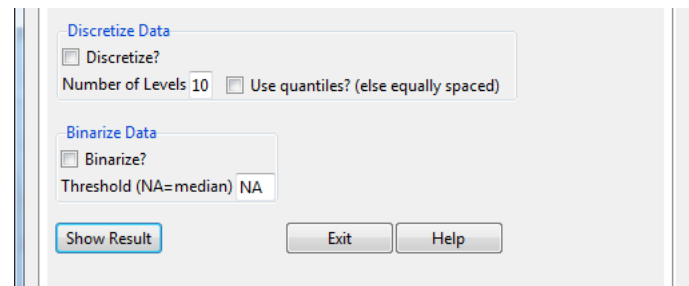 Discretize Data
Discretize?
Number of Levels 10 Use quantiles? (else equally spaced)
Binarize Data
Binarize?
Threshold (NA=median) NA
Show Result Exit Help